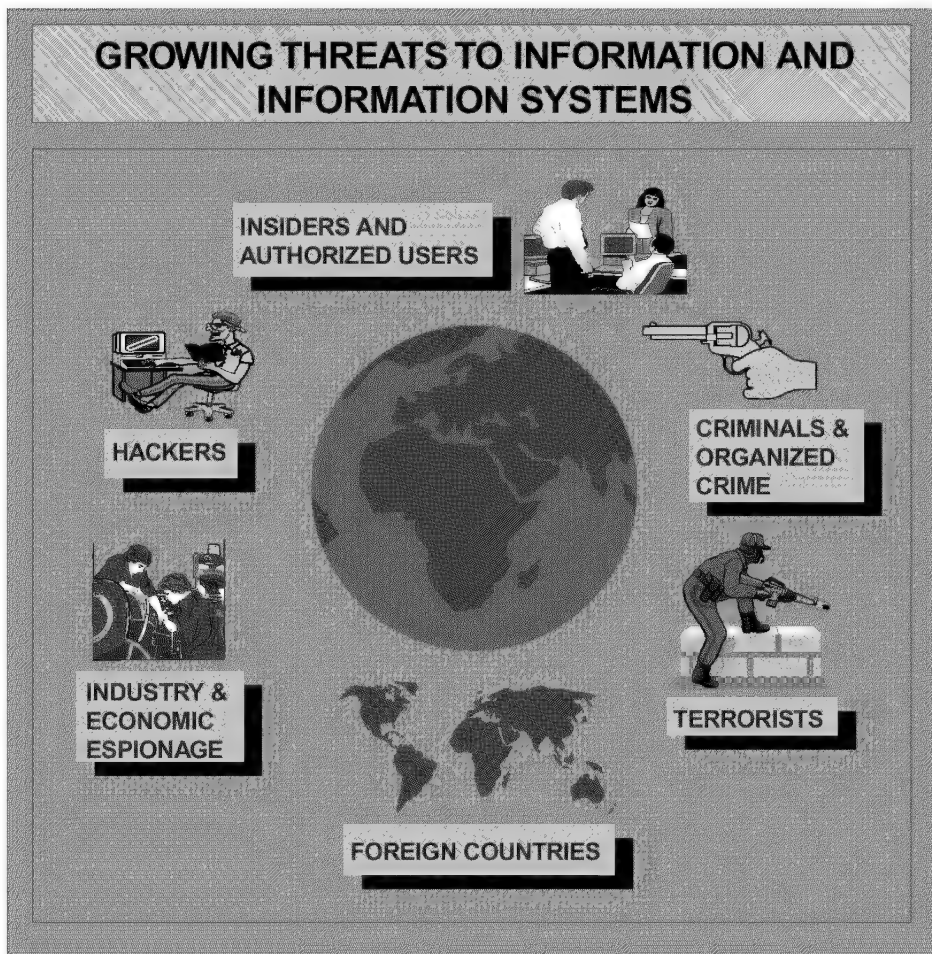 GROWING THREATS TO INFORMATION AND
INFORMATION SYSTEMS
INSIDERS AND
AUTHORIZED USERS
HACKERS
CRIMINALS &
ORGANIZED
CRIME
INDUSTRY &
ECONOMIC
ESPIONAGE
TERRORISTS
FOREIGN COUNTRIES